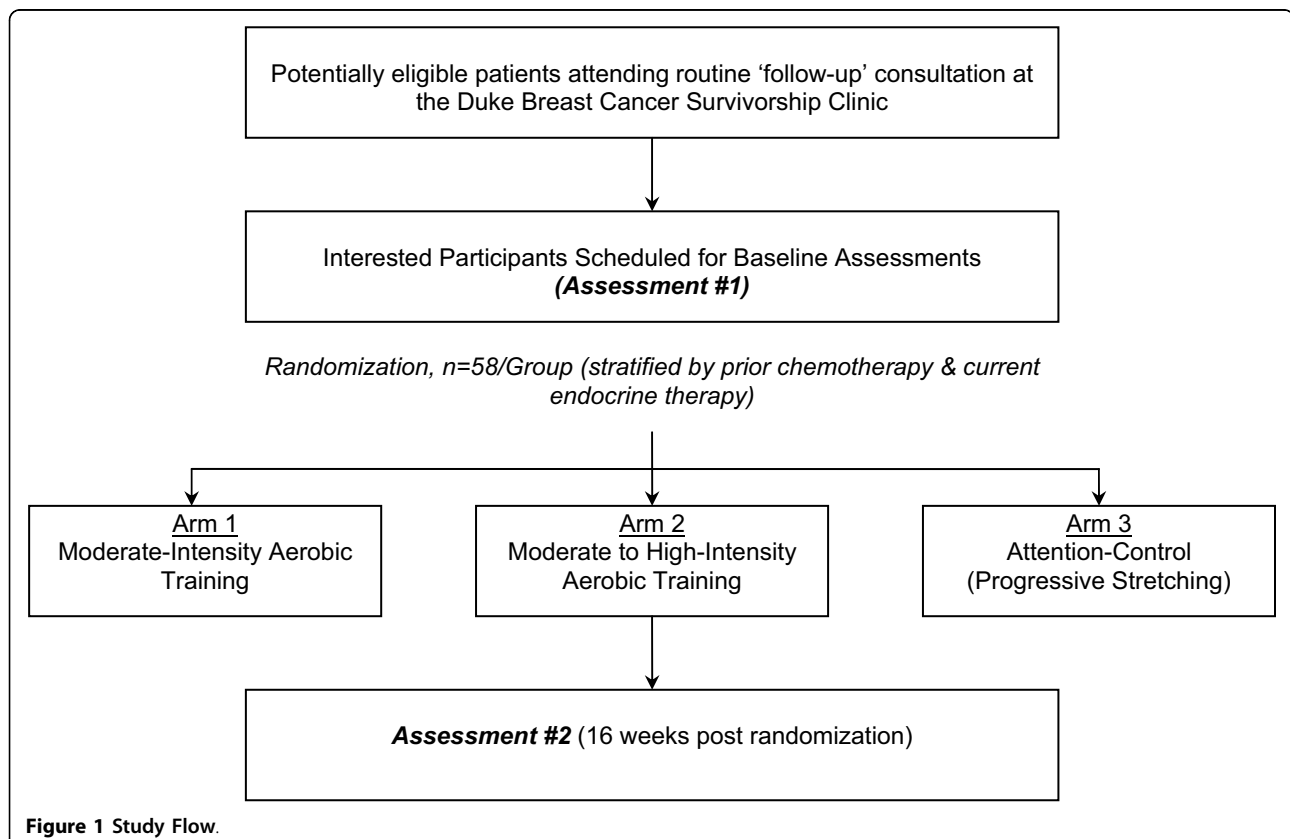 Potentially eligible patients attending routine ‘follow-up’ consultation at
the Duke Breast Cancer Survivorship Clinic
Interested Participants Scheduled for Baseline Assessments
(Assessment #1)
Randomization, n=58/Group (stratified by prior chemotherapy & current
endocrine therapy)
Arm 1
Moderate-Intensity Aerobic
Training
Arm 2
Moderate to High-Intensity
Aerobic Training
Arm 3
Attention-Control
(Progressive Stretching)
Assessment #2 (16 weeks post randomization)
Figure 1 Study Flow.